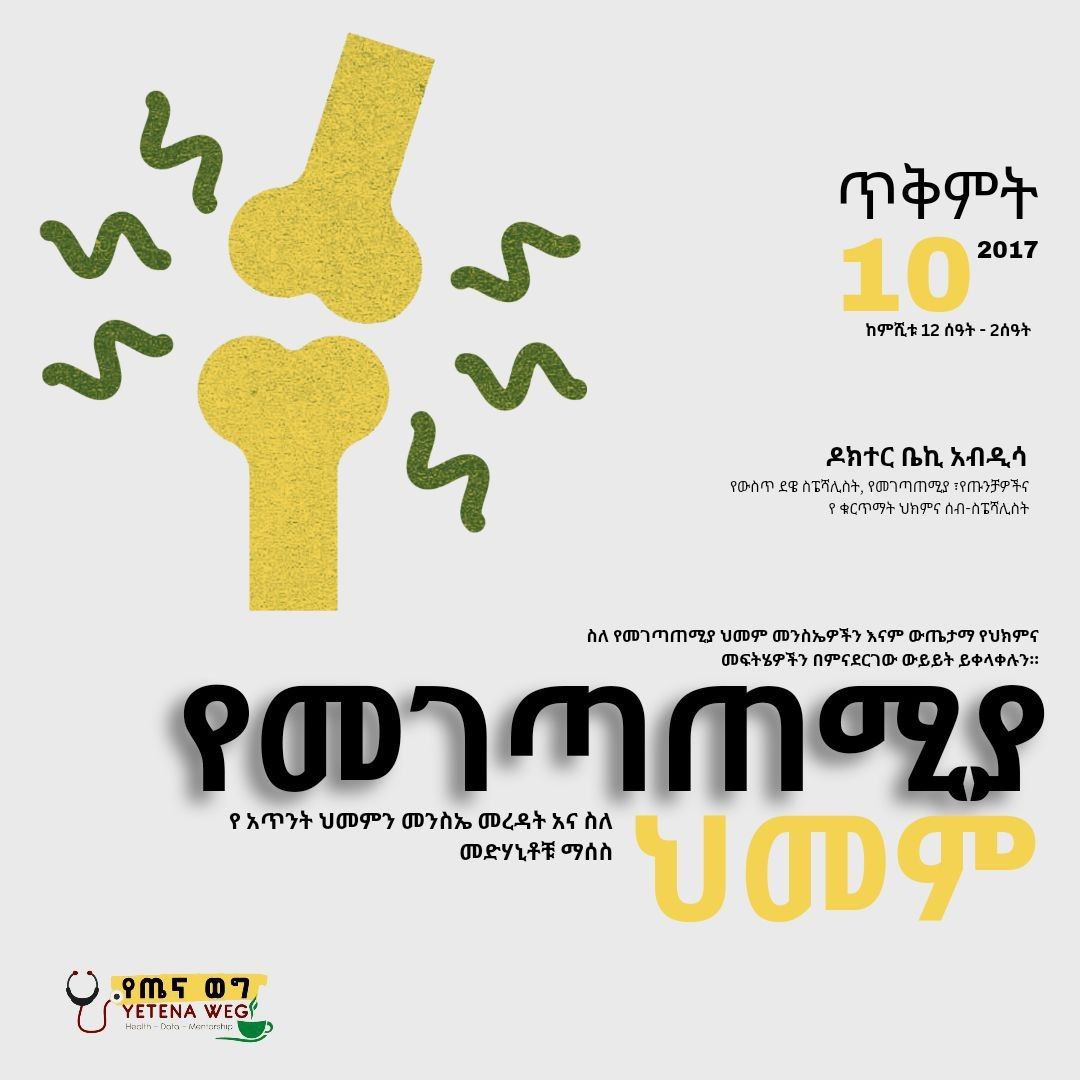 ጥቅምት
10 2017
ከምሺቱ 12 ሰዓት - 2ሰዓት
ዶክተር ቤኪ አብዲሳ
የውስጥ ደዌ ስፔሻሊስት, የመገጣጠሚያ ፣የጡንቻዎችና
የ ቁርጥማት ህክምና ሰብ-ስፔሻሊስት
ስለ የመገጣጠሚያ ህመም መንስኤዎችን እናም ውጤታማ የህክምና
መፍትሄዎችን በምናደርገው ውይይት ይቀላቀሉን።
የመገጣጠሚያ
የ አጥንት ህመምን መንስኤ መረዳት እና ስለ
መድሃኒቶቹ ማሰስ
ህመም
የጤና ወግ
YETENA WEG
Health - Data - Mentorship